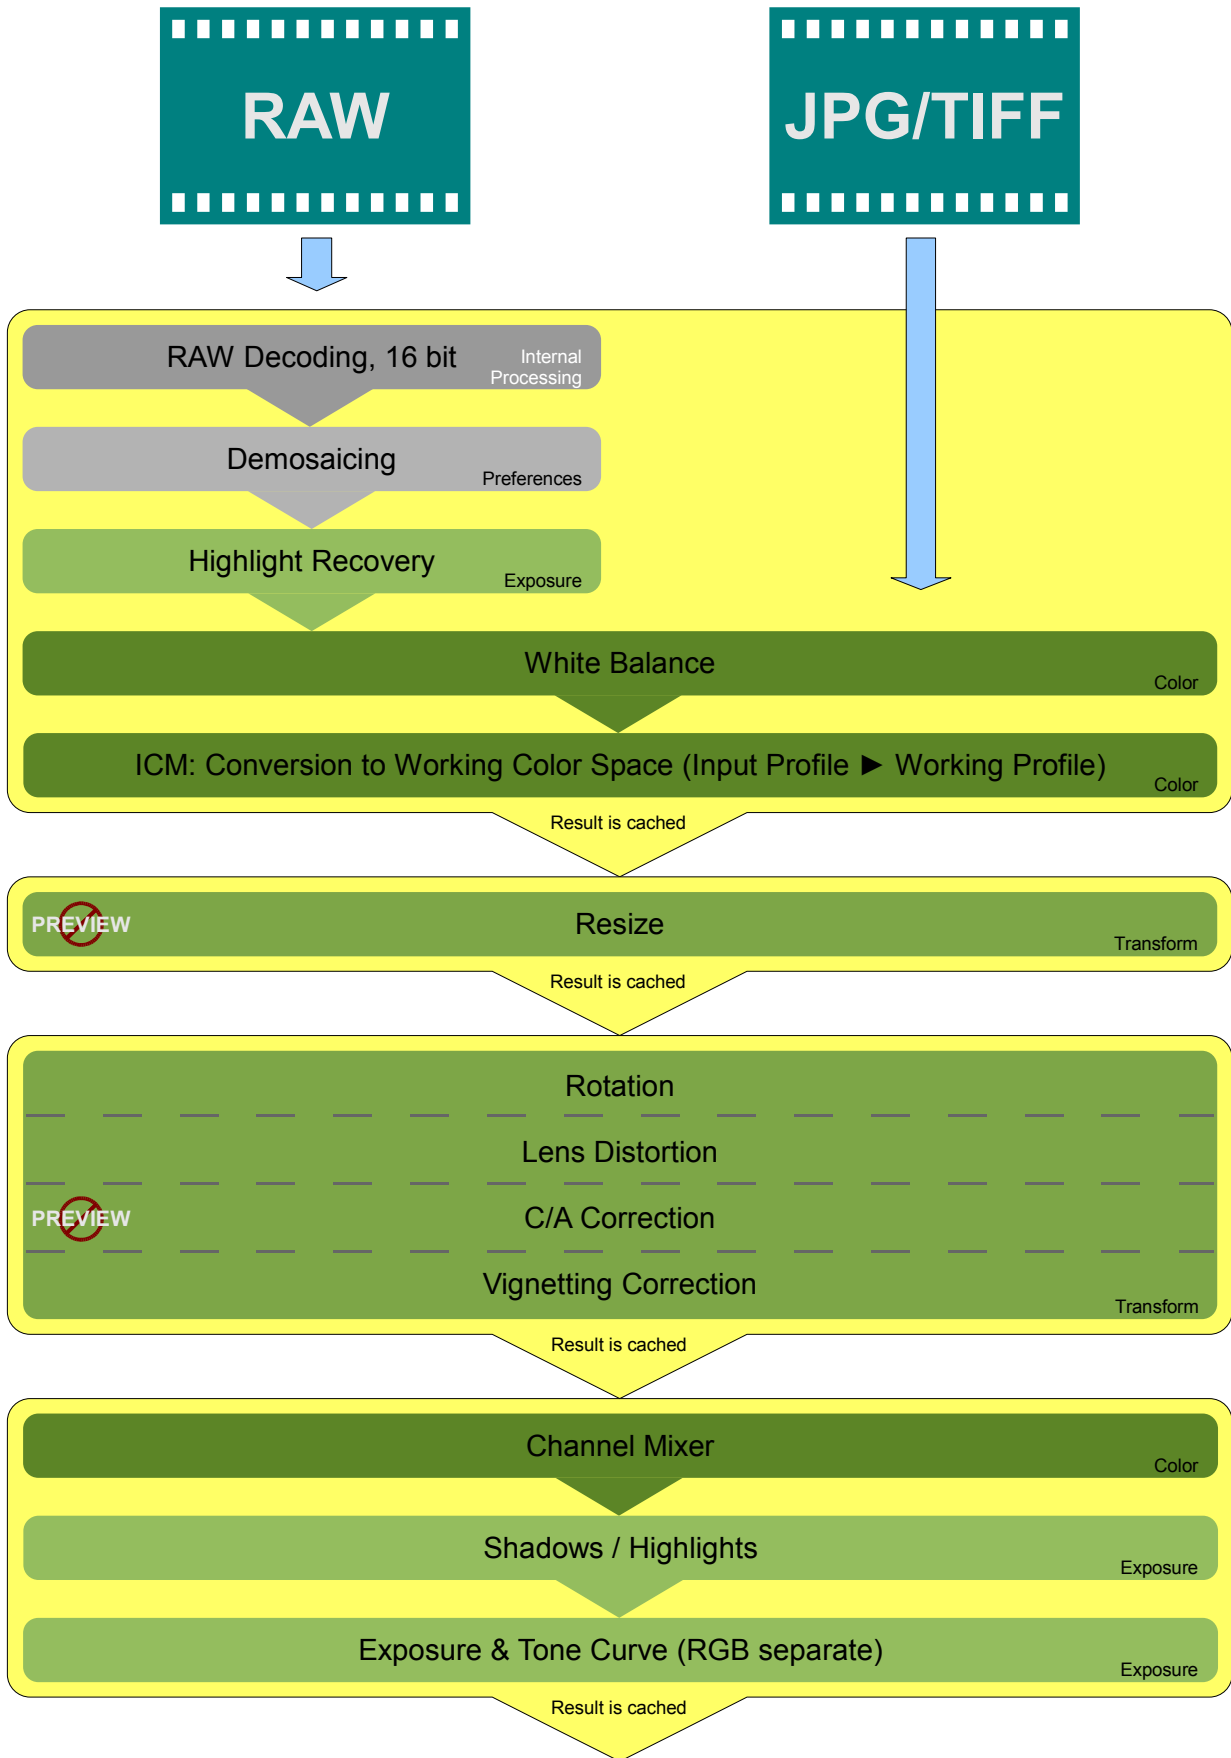 RAW
JPG/TIFF
RAW Decoding, 16 bit
Internal
Processing
Demosaicing
Preferences
Highlight Recovery
Exposure
White Balance
Color
ICM: Conversion to Working Color Space (Input Profile ► Working Profile)
Color
Result is cached
PREVIEW
Resize
Transform
Result is cached
Rotation
Lens Distortion
PREVIEW
C/A Correction
Vignetting Correction
Transform
Result is cached
Channel Mixer
Color
Shadows / Highlights
Exposure
Exposure & Tone Curve (RGB separate)
Exposure
Result is cached